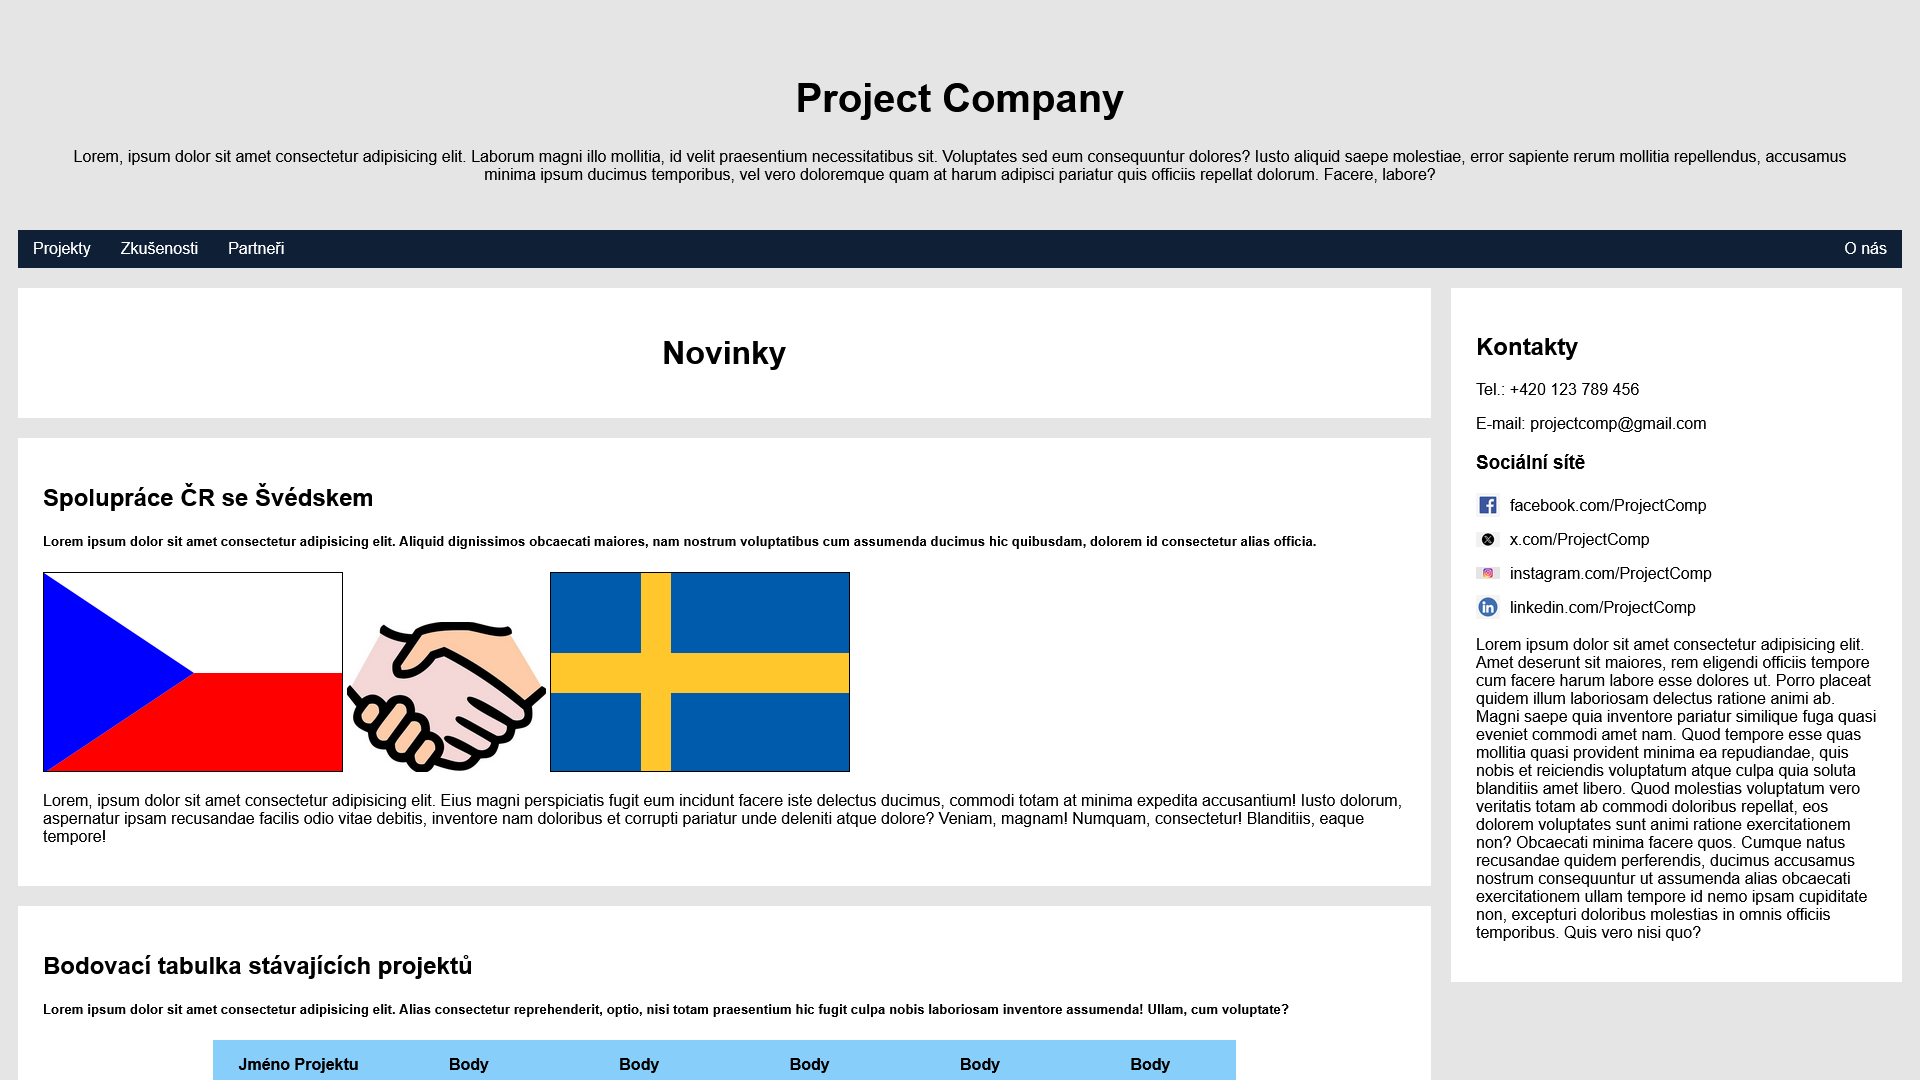 Project Company
Lorem, ipsum dolor sit amet consectetur adipisicing elit. Laborum magni illo mollitia, id velit praesentium necessitatibus sit. Voluptates sed eum consequuntur dolores? Iusto aliquid saepe molestiae, error sapiente rerum mollitia repellendus, accusamus
minima ipsum ducimus temporibus, vel vero doloremque quam at harum adipisci pariatur quis officiis repellat dolorum. Facere, labore?
Projekty Zkušenosti Partneři O nás
Novinky
Spolupráce ČR se Švédskem
Lorem ipsum dolor sit amet consectetur adipisicing elit. Aliquid dignissimos obcaecati maiores, nam nostrum voluptatibus cum assumenda ducimus hic quibusdam, dolorem id consectetur alias officia.
Lorem, ipsum dolor sit amet consectetur adipisicing elit. Eius magni perspiciatis fugit eum incidunt facere iste delectus ducimus, commodi totam at minima expedita accusantium! Iusto dolorum,
aspernatur ipsam recusandae facilis odio vitae debitis, inventore nam doloribus et corrupti pariatur unde deleniti atque dolore? Veniam, magnam! Numquam, consectetur! Blanditiis, eaque
tempore!
Bodovací tabulka stávajících projektů
Lorem ipsum dolor sit amet consectetur adipisicing elit. Alias consectetur reprehenderit, optio, nisi totam praesentium hic fugit culpa nobis laboriosam inventore assumenda! Ullam, cum voluptate?
Jméno Projektu Body Body Body Body Body
Kontakty
Tel.: +420 123 789 456
E-mail: projectcomp@gmail.com
Sociální sítě
facebook.com/ProjectComp
x.com/ProjectComp
instagram.com/ProjectComp
linkedin.com/ProjectComp
Lorem ipsum dolor sit amet consectetur adipisicing elit.
Amet deserunt sit maiores, rem eligendi officiis tempore
cum facere harum labore esse dolores ut. Porro placeat
quidem illum laboriosam delectus ratione animi ab.
Magni saepe quia inventore pariatur similique fuga quasi
eveniet commodi amet nam. Quod tempore esse quas
mollitia quasi provident minima ea repudiandae, quis
nobis et reiciendis voluptatum atque culpa quia soluta
blanditiis amet libero. Quod molestias voluptatum vero
veritatis totam ab commodi doloribus repellat, eos
dolorem voluptates sunt animi ratione exercitationem
non? Obcaecati minima facere quos. Cumque natus
recusandae quidem perferendis, ducimus accusamus
nostrum consequuntur ut assumenda alias obcaecati
exercitationem ullam tempore id nemo ipsam cupiditate
non, excepturi doloribus molestias in omnis officiis
temporibus. Quis vero nisi quo?